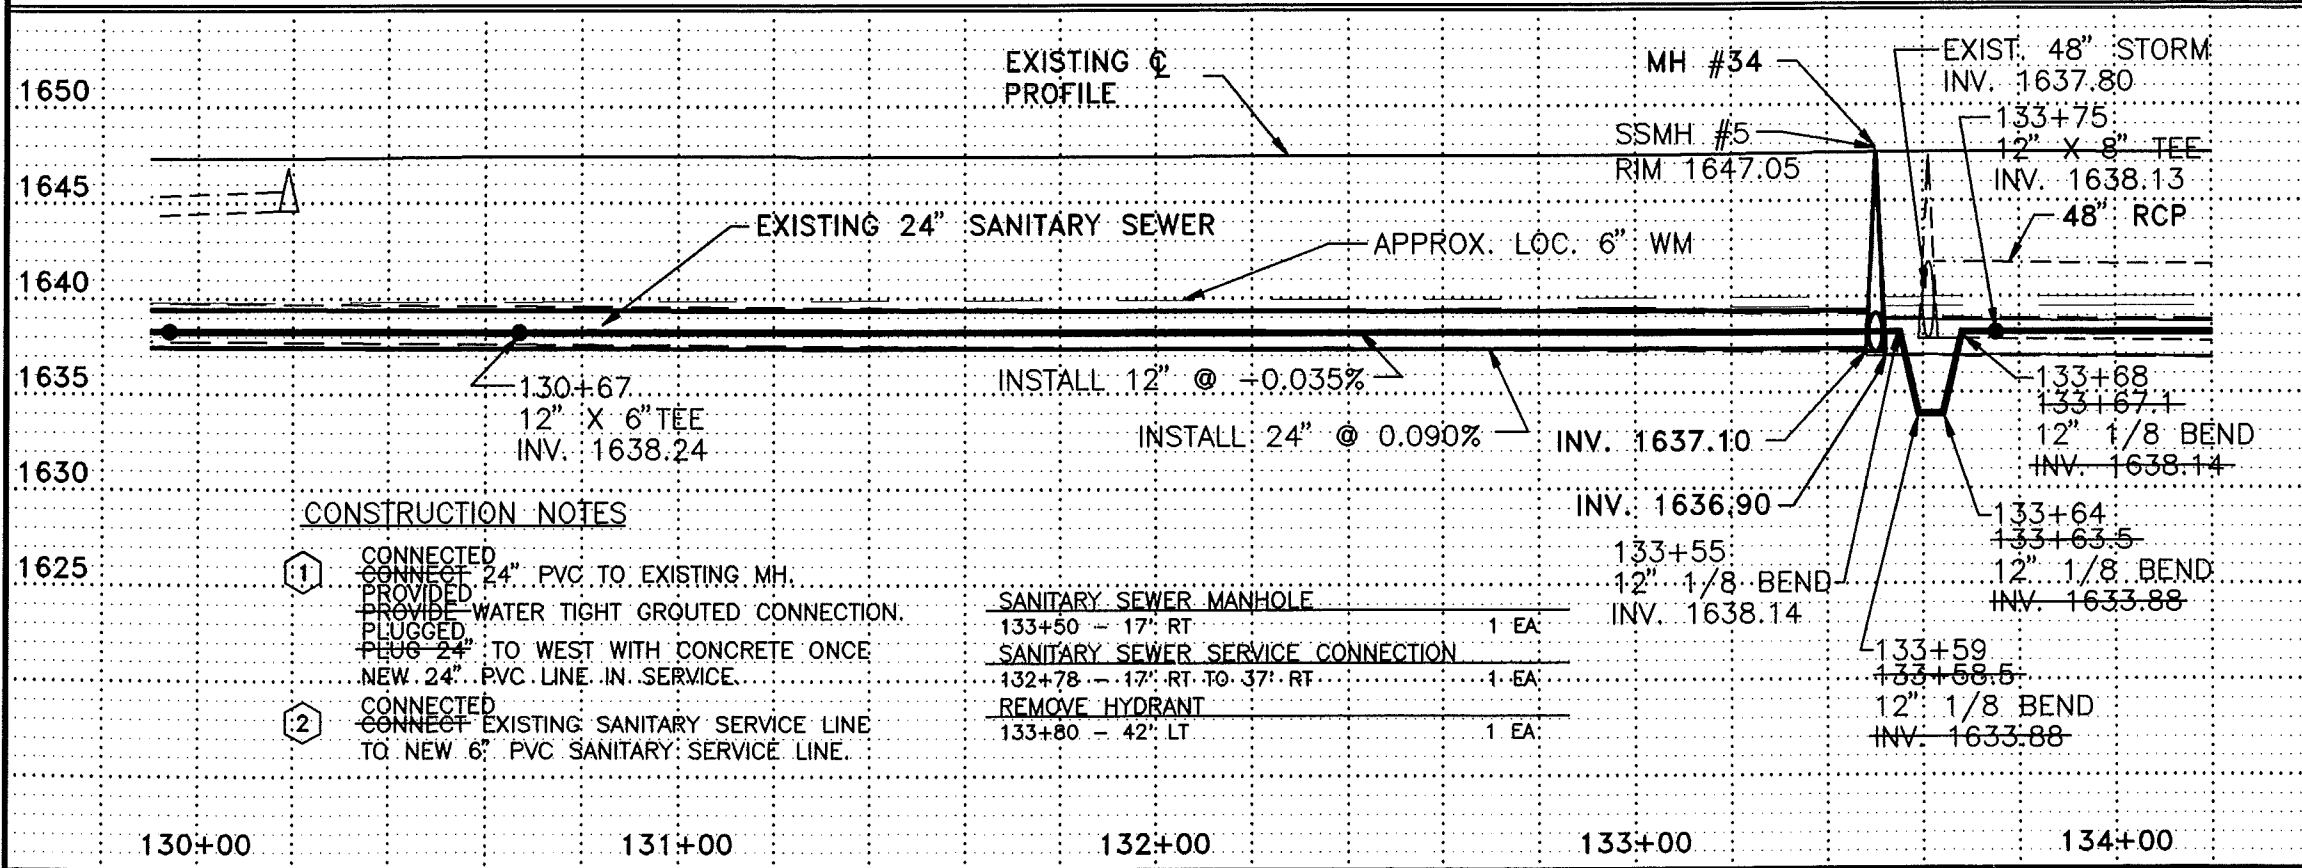 1650
1645
1640
1635
1630
1625
EXISTING ℄
PROFILE
MH #34
EXIST. 48" STORM
INV. 1637.80
SSMH #5
RIM 1647.05
133+75
12" X 8" TEE
INV. 1638.13
48" RCP
EXISTING 24" SANITARY SEWER
APPROX. LOC. 6" WM
130+67
12" X 6" TEE
INV. 1638.24
INSTALL 12" @ -0.035%
INSTALL 24" @ 0.090%
INV. 1637.10
INV. 1636.90
133+55
12" 1/8 BEND
INV. 1638.14
133+68
133+67.1
12" 1/8 BEND
INV. 1638.14
133+64
133+63.5
12" 1/8 BEND
INV. 1633.88
133+59
133+58.5
12" 1/8 BEND
INV. 1633.88
CONSTRUCTION NOTES
1
CONNECTED
CONNECT 24" PVC TO EXISTING MH.
PROVIDED
PROVIDE WATER TIGHT GROUTED CONNECTION.
PLUGGED
PLUG 24" TO WEST WITH CONCRETE ONCE
NEW 24" PVC LINE IN SERVICE.
2
CONNECTED
CONNECT EXISTING SANITARY SERVICE LINE
TO NEW 6" PVC SANITARY SERVICE LINE.
SANITARY SEWER MANHOLE
133+50 - 17' RT 1 EA
SANITARY SEWER SERVICE CONNECTION
132+78 - 17' RT TO 37' RT 1 EA
REMOVE HYDRANT
133+80 - 42' LT 1 EA
130+00 131+00 132+00 133+00 134+00